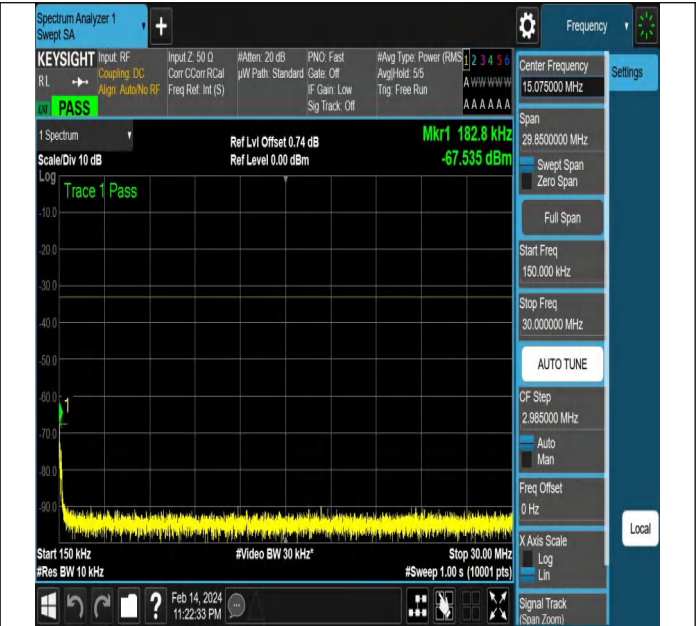 Spectrum Analyzer 1
Swept SA
+
Frequency
KEYSIGHT
Input: RF
Coupling: DC
Align: Auto/No RF
Input Z: 50 Ω
Corr CCorr RCal
Freq Ref: Int (S)
#Atten: 20 dB
µW Path: Standard
PNO: Fast
Gate: Off
IF Gain: Low
Sig Track: Off
#Avg Type: Power (RMS
Avg|Hold: 5/5
Trig: Free Run
1 2 3 4 5 6
A W W W W W
A A A A A A
R L
PASS
1 Spectrum
Scale/Div 10 dB
Ref Lvl Offset 0.74 dB
Ref Level 0.00 dBm
Mkr1 182.8 kHz
-67.535 dBm
Log
Trace 1 Pass
-10.0
-20.0
-30.0
-40.0
-50.0
-60.0
1
-70.0
-80.0
-90.0
Start 150 kHz
#Res BW 10 kHz
#Video BW 30 kHz*
Stop 30.00 MHz
#Sweep 1.00 s (10001 pts)
Feb 14, 2024
11:22:33 PM
?
Center Frequency
15.075000 MHz
Settings
Span
29.8500000 MHz
Swept Span
Zero Span
Full Span
Start Freq
150.000 kHz
Stop Freq
30.000000 MHz
AUTO TUNE
CF Step
2.985000 MHz
Auto
Man
Freq Offset
0 Hz
X Axis Scale
Log
Lin
Local
Signal Track
(Span Zoom)